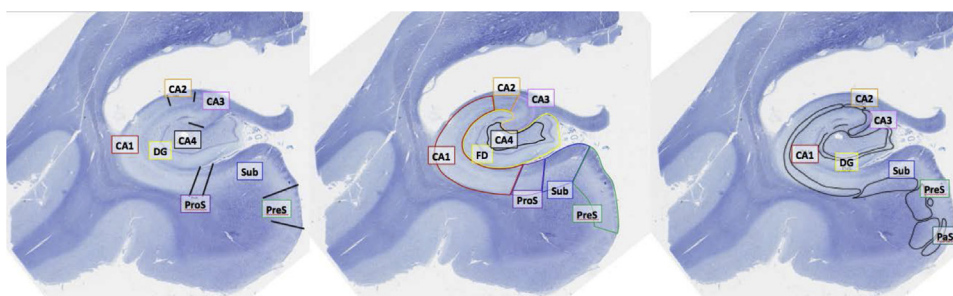 CA2
CA3
CA1
CA4
DG
Sub
ProS
PreS
CA2
CA3
CA4
CA1
FD
ProS
Sub
PreS
CA2
CA3
CA1
DG
Sub
PreS
PaS